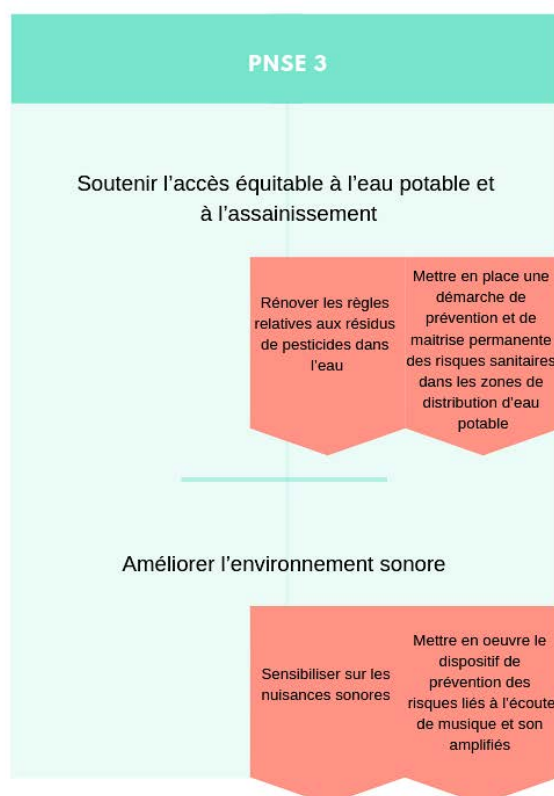 PNSE 3
Soutenir l'accès équitable à l'eau potable et
à l'assainissement
Rénover les règles
relatives aux résidus
de pesticides dans
l'eau
Mettre en place une
démarche de
prévention et de
maitrise permanente
des risques sanitaires
dans les zones de
distribution d'eau
potable
Améliorer l'environnement sonore
Sensibiliser sur les
nuisances sonores
Mettre en oeuvre le
dispositif de
prévention des
risques liés à l'écoute
de musique et son
amplifiés